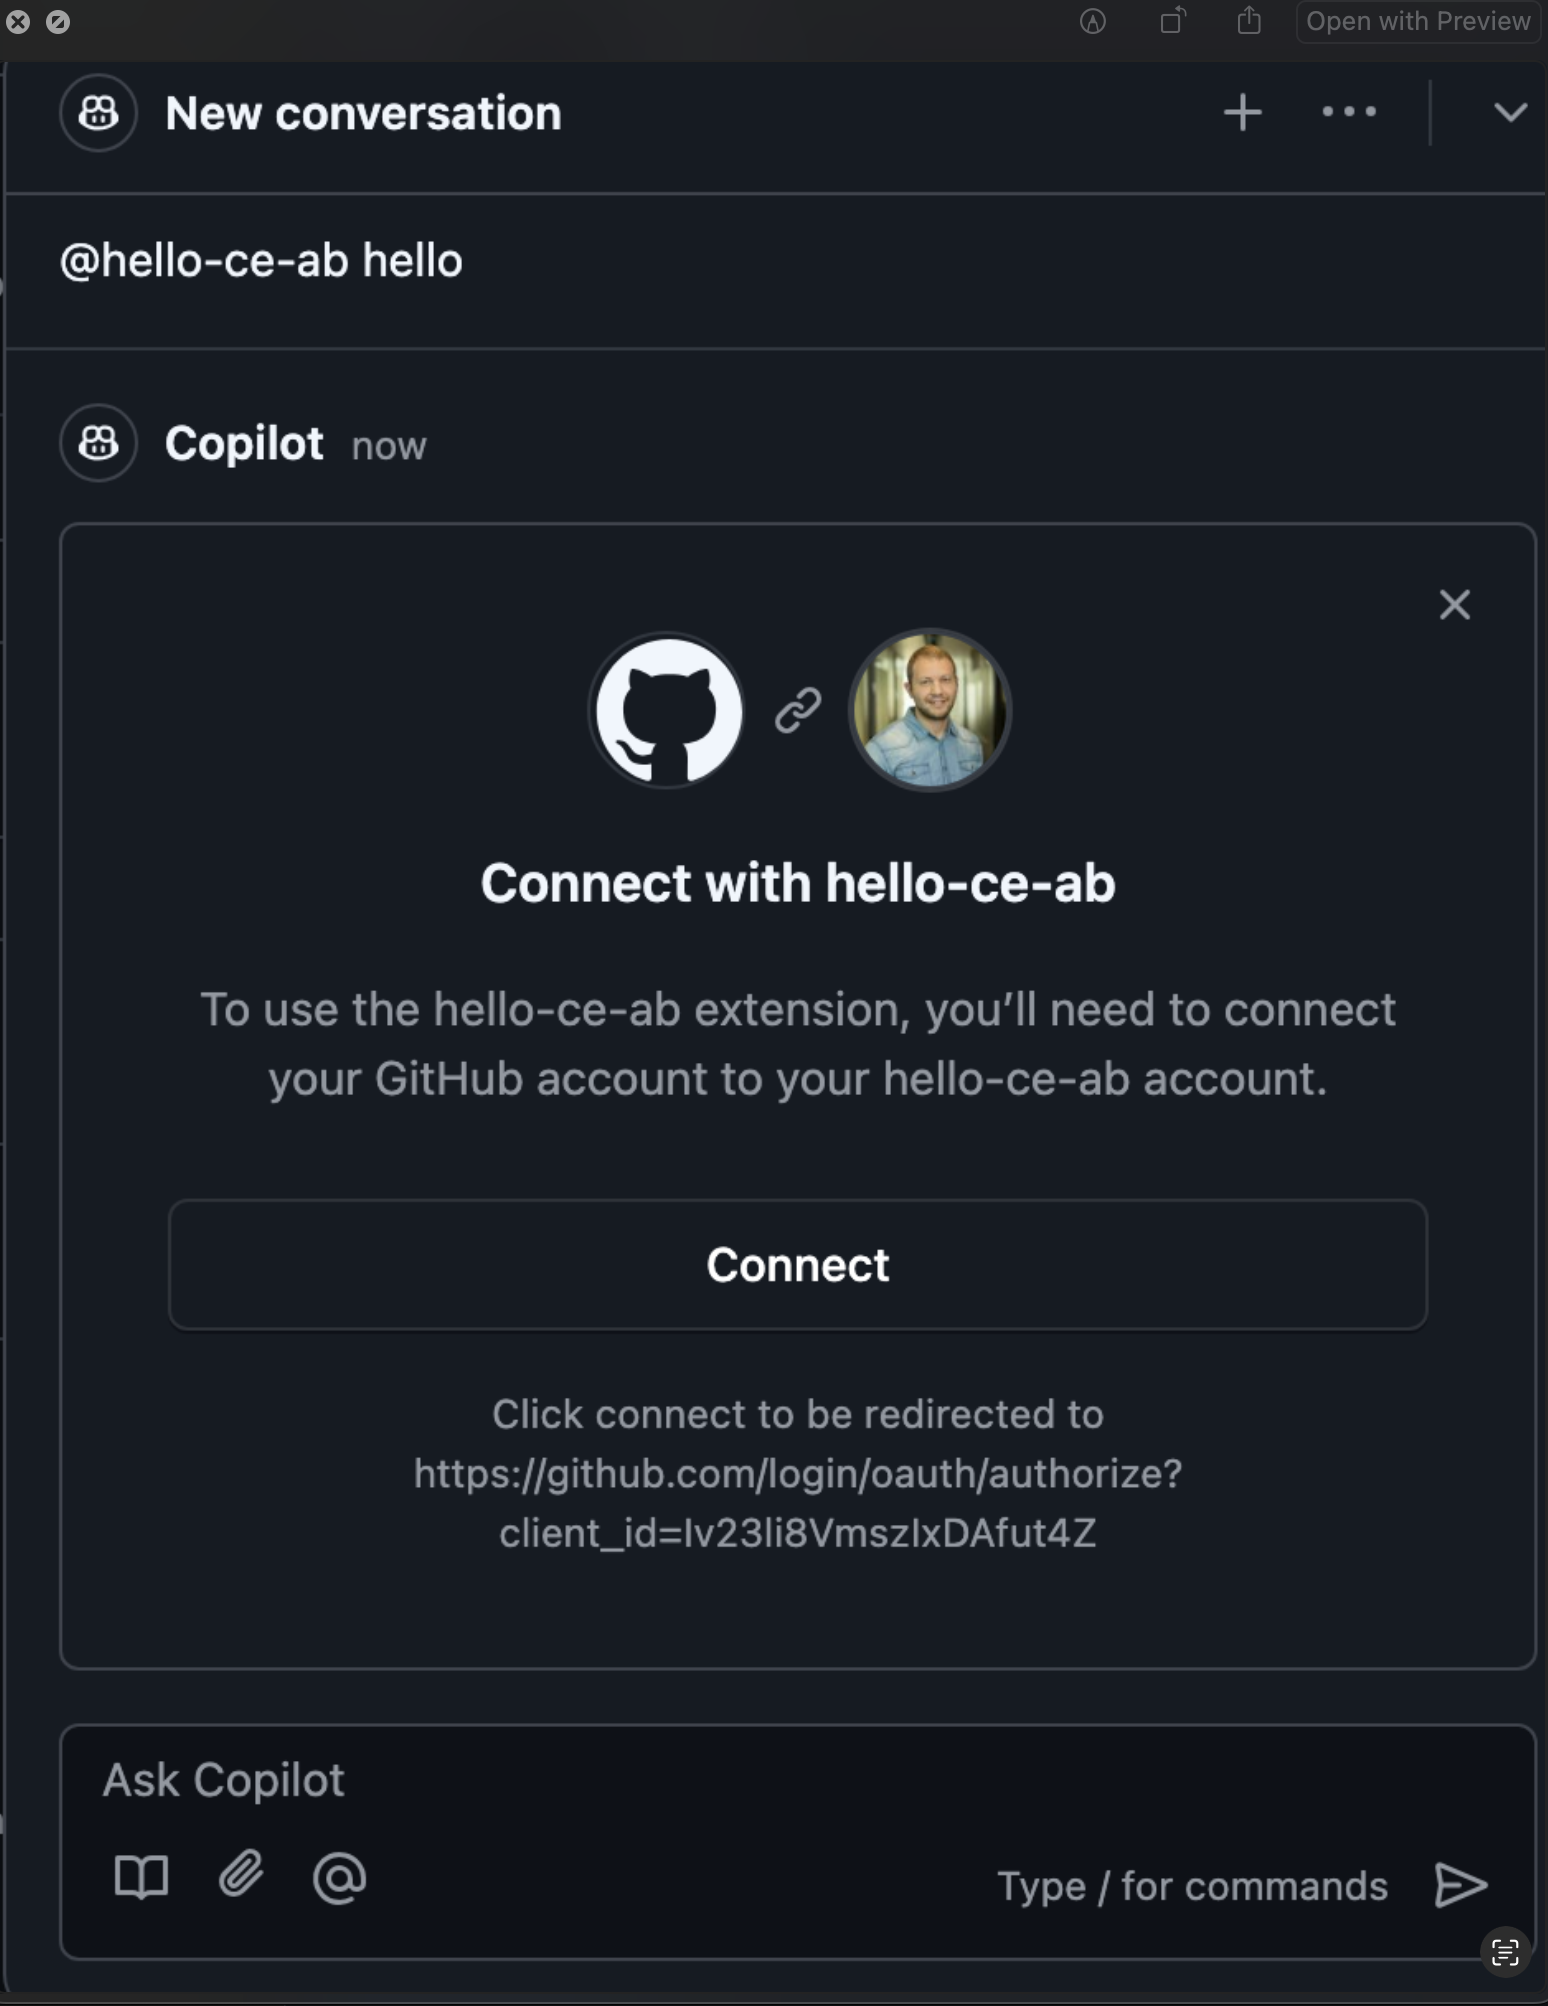 Open with Preview
New conversation
@hello-ce-ab hello
Copilot now
Connect with hello-ce-ab
To use the hello-ce-ab extension, you’ll need to connect
your GitHub account to your hello-ce-ab account.
Connect
Click connect to be redirected to
https://github.com/login/oauth/authorize?
client_id=Iv23li8VmszIxDAfut4Z
Ask Copilot
Type / for commands